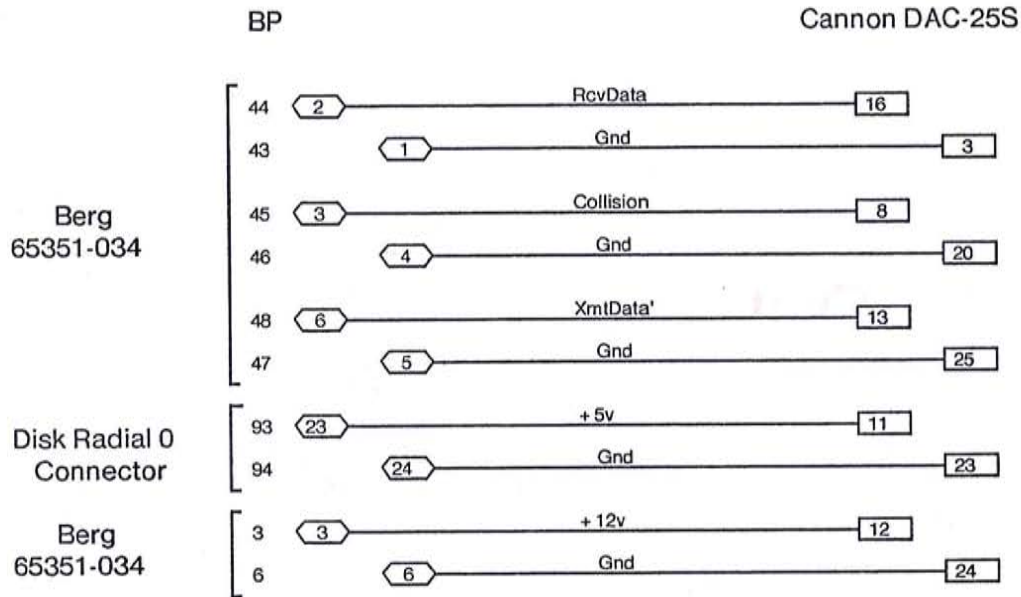 BP Cannon DAC-25S
44 2 RcvData 16
43 1 Gnd 3
45 3 Collision 8
Berg
65351-034
46 4 Gnd 20
48 6 XmtData' 13
47 5 Gnd 25
93 23 +5v 11
Disk Radial 0
Connector
94 24 Gnd 23
3 3 +12v 12
Berg
65351-034
6 6 Gnd 24